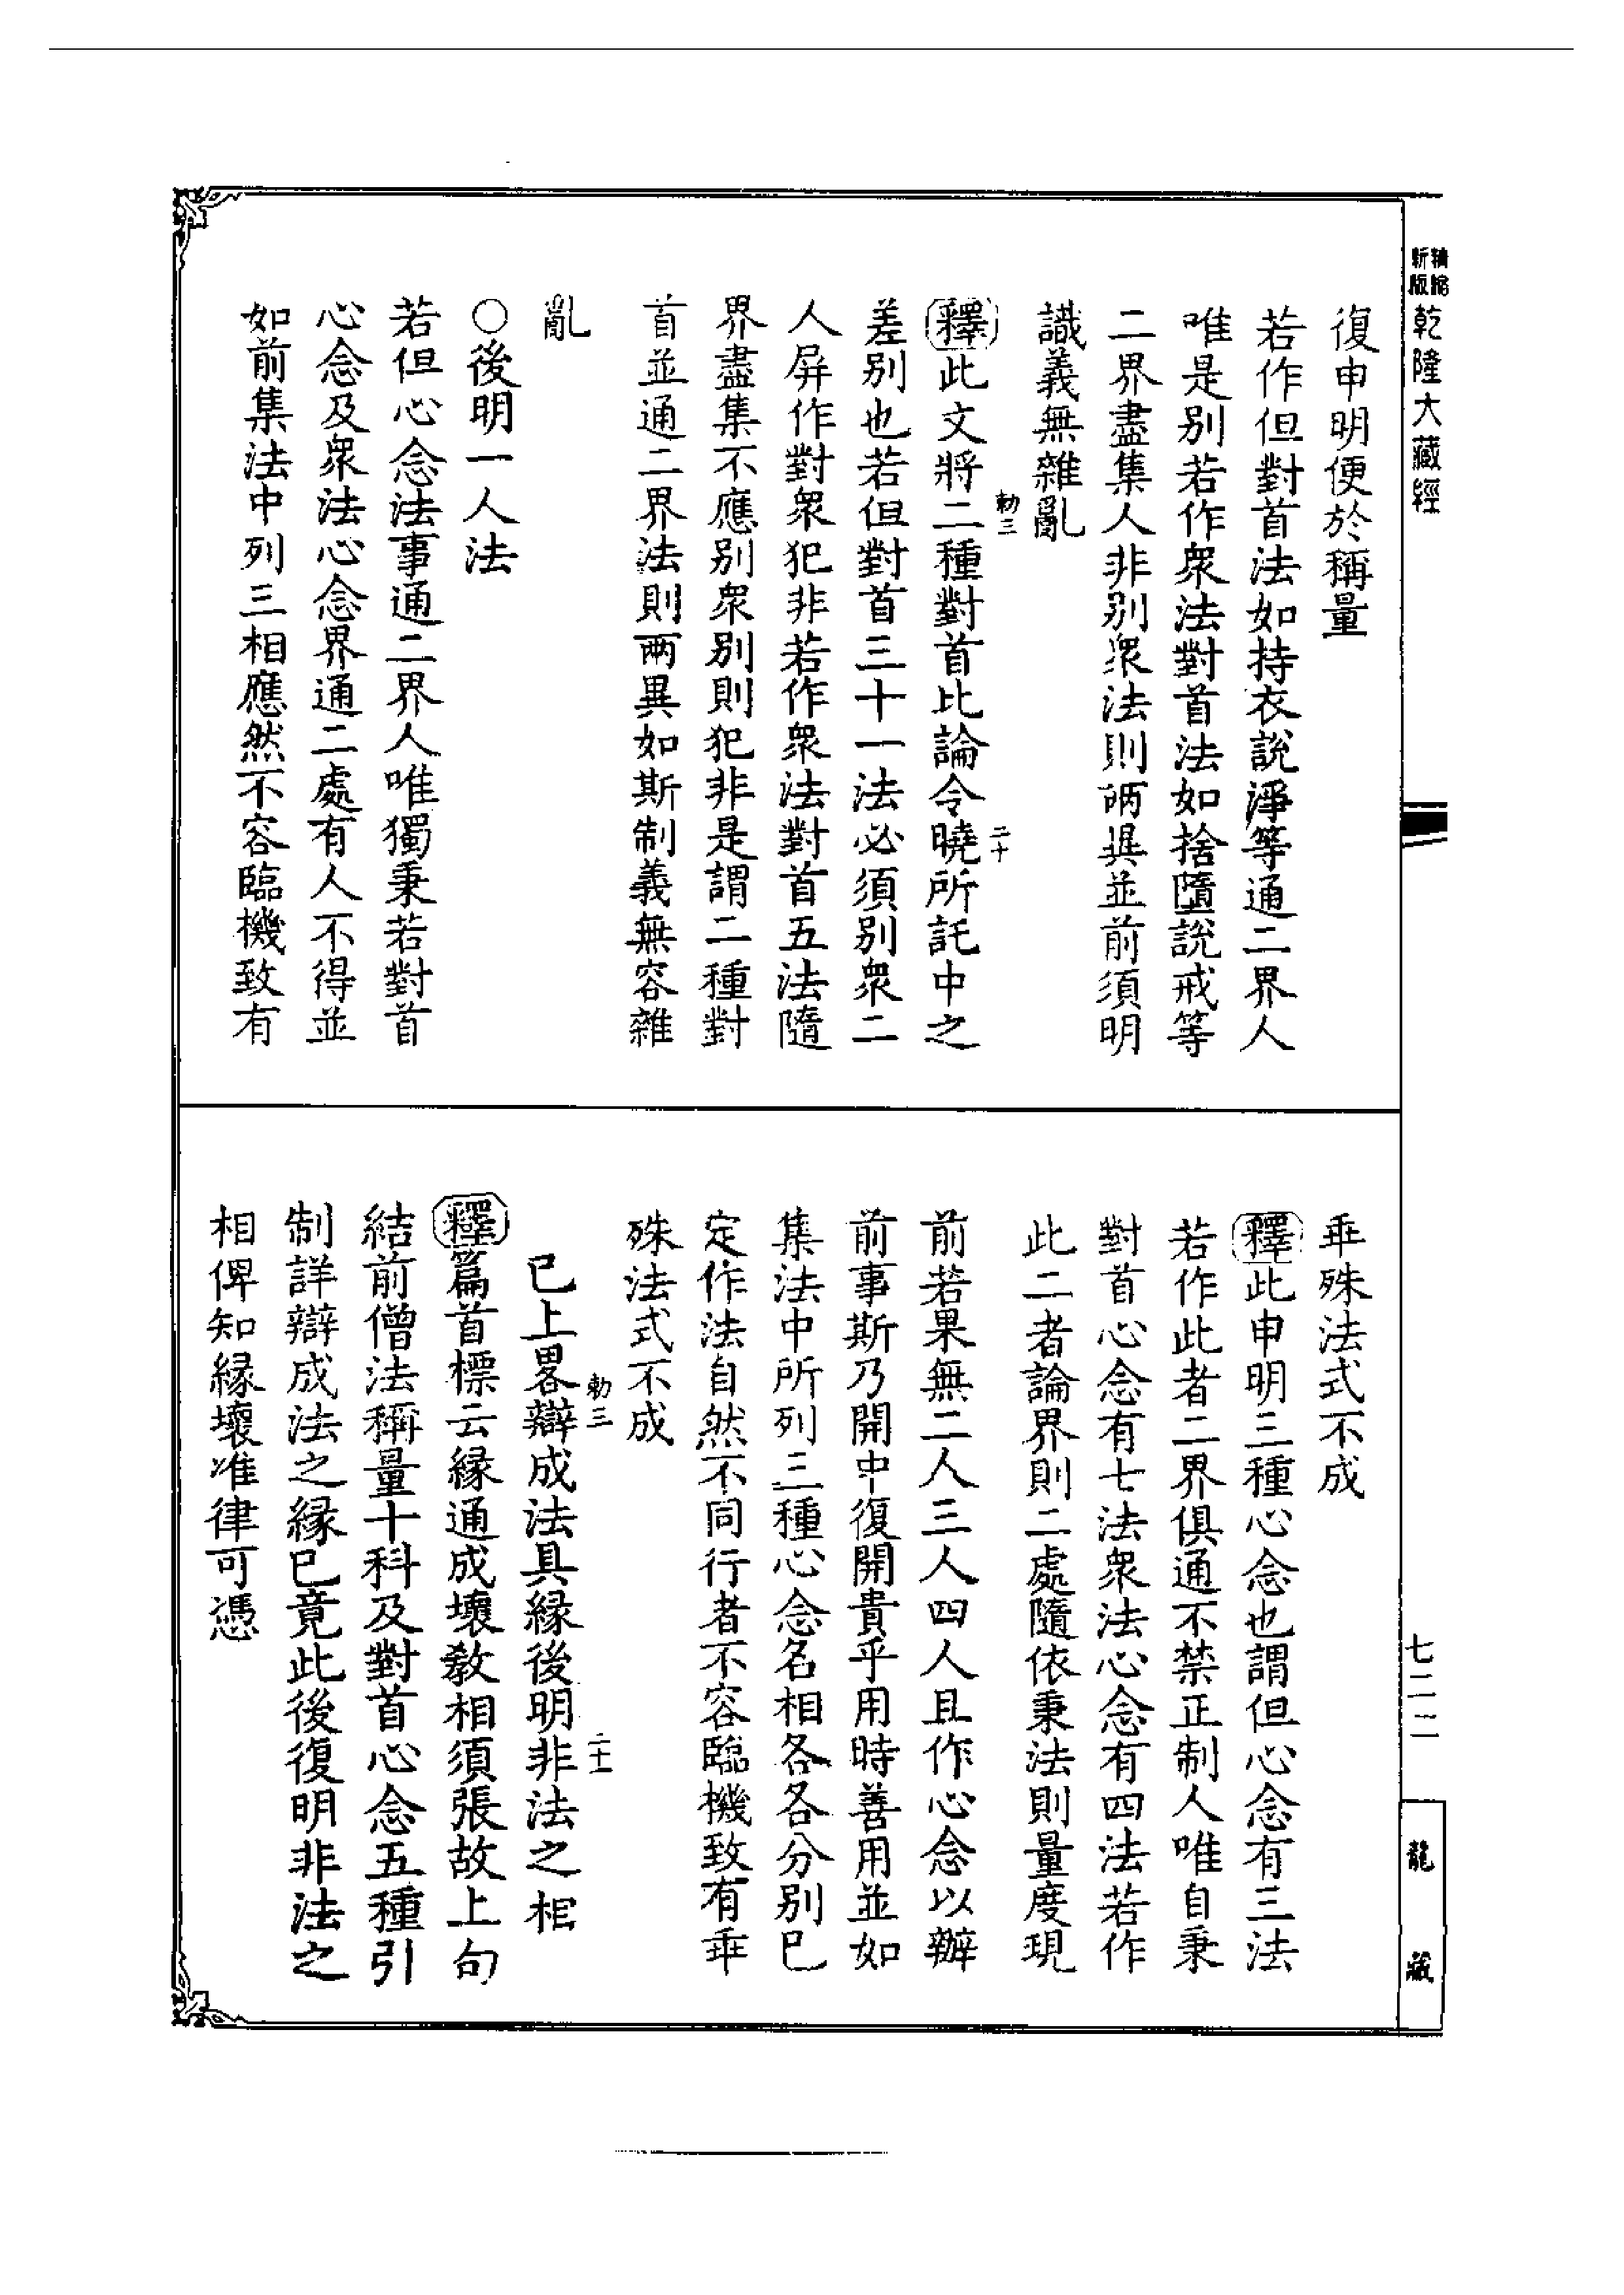 精縮新版乾隆大藏經
復申明便於稱量
若作但對首法如持衣說淨等通二界人
唯是别若作衆法對首法如捨墮說戒等
二界盡集人非别衆法則兩異並前須明
識義無雜亂
勅三 二十
釋此文將二種對首比論令曉所託中之
差别也若但對首三十一法必須别衆二
人屏作對衆犯非若作衆法對首五法隨
界盡集不應别衆别則犯非是謂二種對
首並通二界法則兩異如斯制義無容雜
亂
○後明一人法
若但心念法事通二界人唯獨秉若對首
心念及衆法心念界通二處有人不得並
如前集法中列三相應然不容臨機致有
乖殊法式不成
釋此申明三種心念也謂但心念有三法
若作此者二界俱通不禁正制人唯自秉
對首心念有七法衆法心念有四法若作
此二者論界則二處隨依秉法則量度現
前若果無二人三人四人且作心念以辦
前事斯乃開中復開貴乎用時善用並如
集法中所列三種心念名相各各分别已
定作法自然不同行者不容臨機致有乖
殊法式不成
勅三 二十一
已上畧辯成法具緣後明非法之相
釋篇首標云緣通成壞教相須張故上句
結前僧法稱量十科及對首心念五種引
制詳辯成法之緣已竟此後復明非法之
相俾知緣壞准律可憑
七二二
龍藏